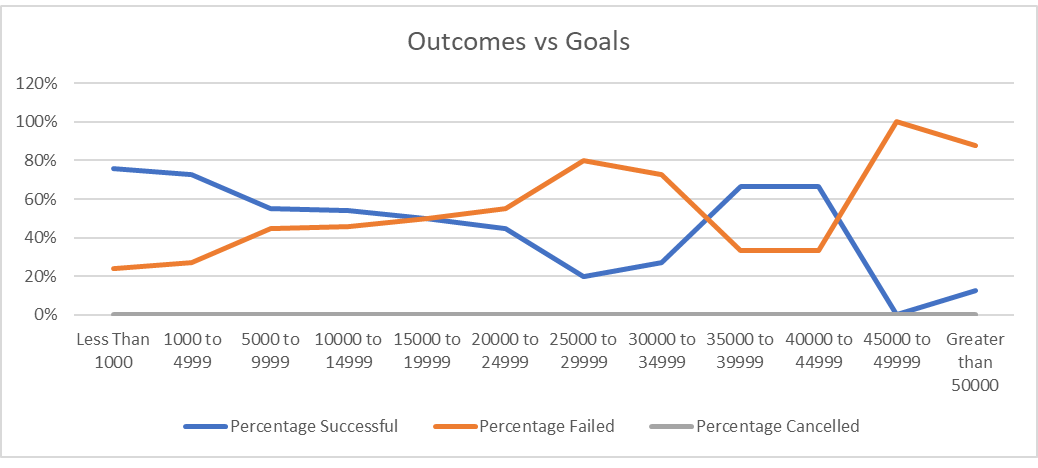 Outcomes vs Goals
120%
100%
80%
60%
40%
20%
0%
Less Than 1000 to 5000 to 10000 to 15000 to 20000 to 25000 to 30000 to 35000 to 40000 to 45000 to Greater
1000 4999 9999 14999 19999 24999 29999 34999 39999 44999 49999 than
50000
Percentage Successful Percentage Failed Percentage Cancelled